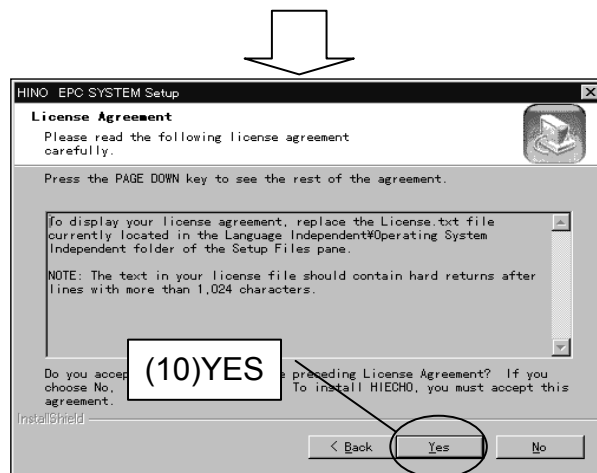 HINO EPC SYSTEM Setup
License Agreement
Please read the following license agreement
carefully.
Press the PAGE DOWN key to see the rest of the agreement.
To display your license agreement, replace the License.txt file
currently located in the Language Independent¥Operating System
Independent folder of the Setup Files pane.
NOTE: The text in your license file should contain hard returns after
lines with more than 1,024 characters.
(10)YES
Do you accep preceding License Agreement? If you
choose No, To install HIECHO, you must accept this
agreement.
InstallShield
< Back Yes No